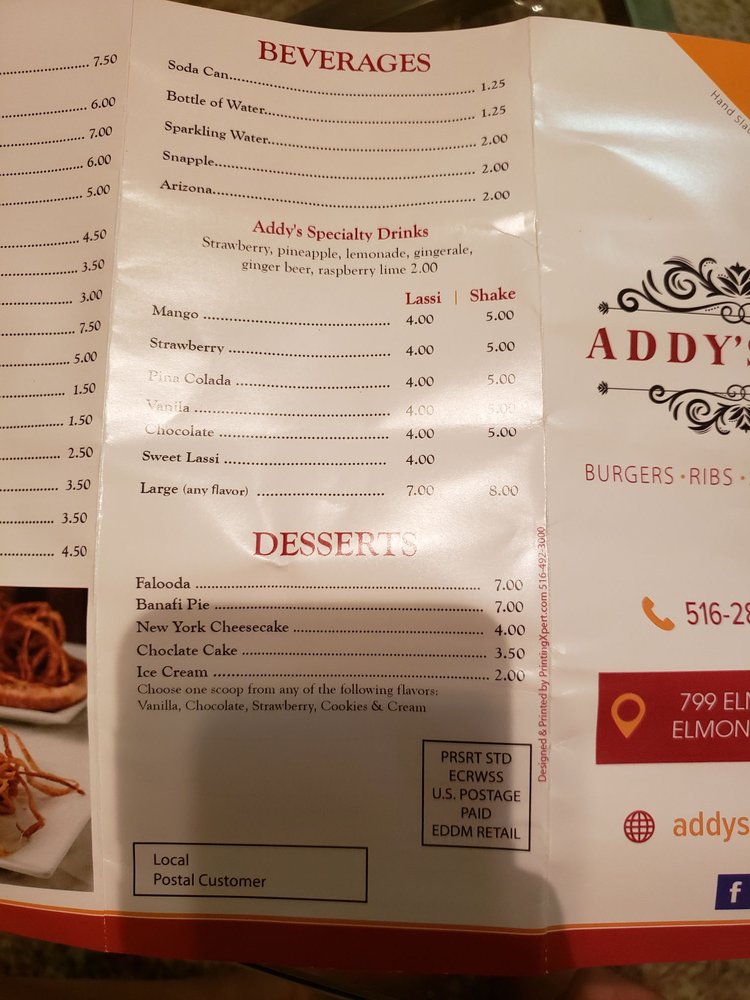 7.50
6.00
7.00
6.00
5.00
4.50
3.50
3.00
7.50
5.00
1.50
1.50
2.50
3.50
3.50
4.50
BEVERAGES
Soda Can 1.25
Bottle of Water 1.25
Sparkling Water 2.00
Snapple 2.00
Arizona 2.00
Addy's Specialty Drinks
Strawberry, pineapple, lemonade, gingerale,
ginger beer, raspberry lime 2.00
Lassi | Shake
Mango 4.00 5.00
Strawberry 4.00 5.00
Pina Colada 4.00 5.00
Vanila 4.00 5.00
Chocolate 4.00 5.00
Sweet Lassi 4.00
Large (any flavor) 7.00 8.00
DESSERTS
Falooda 7.00
Banafi Pie 7.00
New York Cheesecake 4.00
Choclate Cake 3.50
Ice Cream 2.00
Choose one scoop from any of the following flavors:
Vanilla, Chocolate, Strawberry, Cookies & Cream
PRSRT STD
ECRWSS
U.S. POSTAGE
PAID
EDDM RETAIL
Local
Postal Customer
Designed & Printed by PrintingXpert.com 516-492-3000
Hand Sla
ADDY'S
BURGERS • RIBS •
516-28
799 ELM
ELMON
addys
f